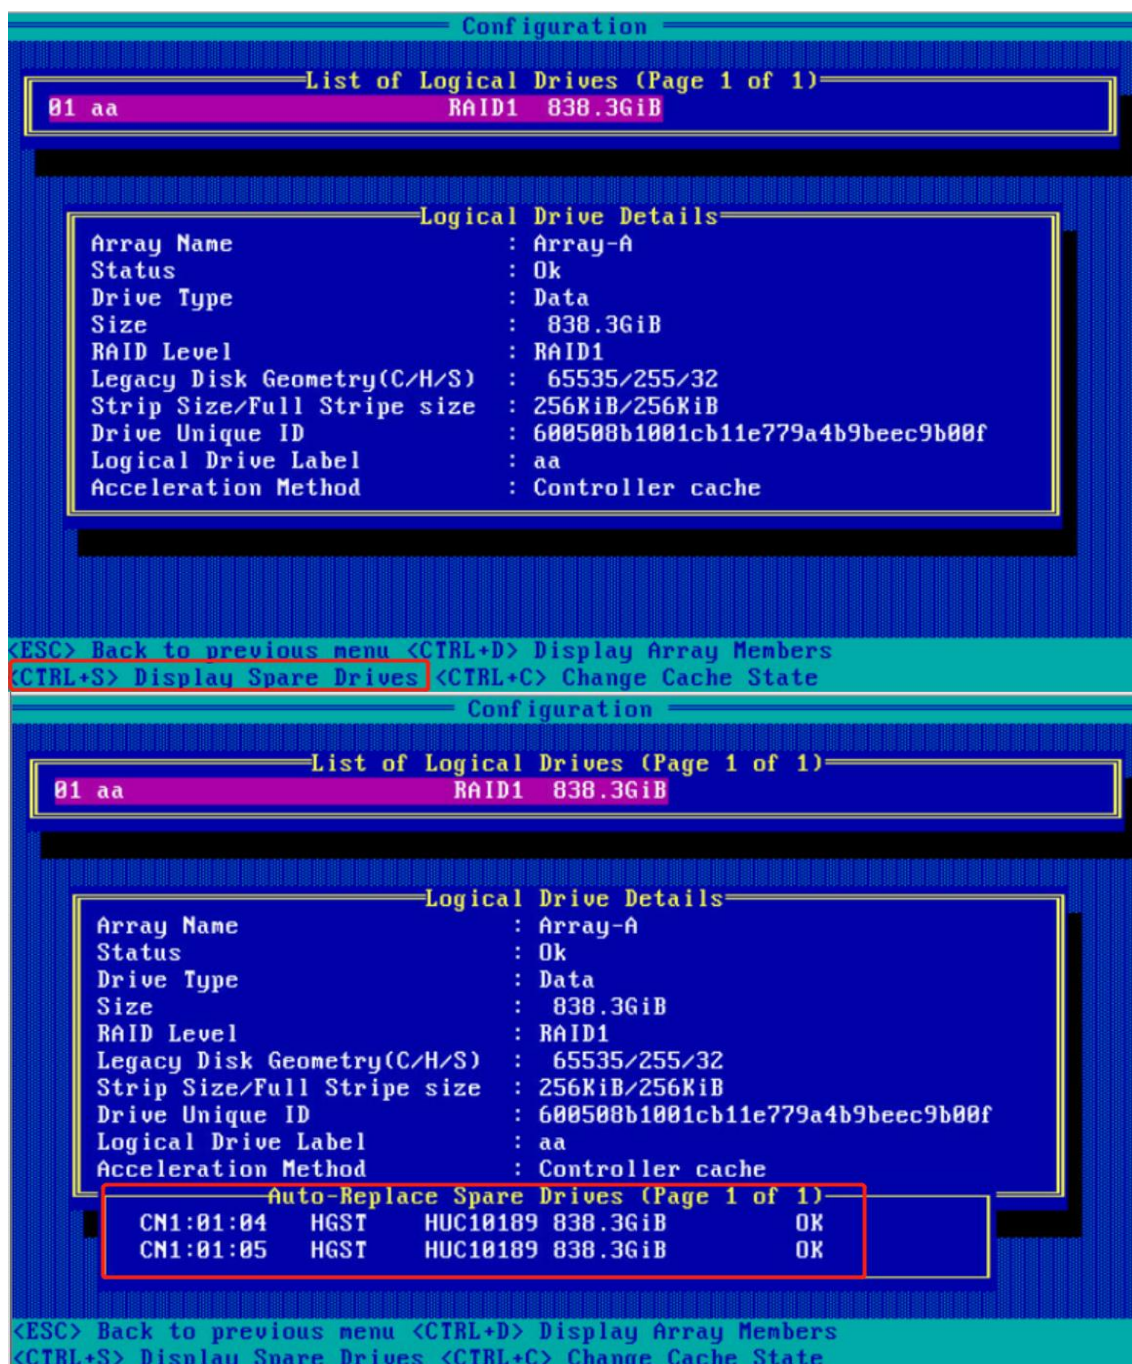 Configuration
List of Logical Drives (Page 1 of 1)
01 aa RAID1 838.3GiB
Logical Drive Details
Array Name : Array-A
Status : Ok
Drive Type : Data
Size : 838.3GiB
RAID Level : RAID1
Legacy Disk Geometry(C/H/S) : 65535/255/32
Strip Size/Full Stripe size : 256KiB/256KiB
Drive Unique ID : 600508b1001cb11e779a4b9beec9b00f
Logical Drive Label : aa
Acceleration Method : Controller cache
<ESC> Back to previous menu <CTRL+D> Display Array Members
<CTRL+S> Display Spare Drives <CTRL+C> Change Cache State
Configuration
List of Logical Drives (Page 1 of 1)
01 aa RAID1 838.3GiB
Logical Drive Details
Array Name : Array-A
Status : Ok
Drive Type : Data
Size : 838.3GiB
RAID Level : RAID1
Legacy Disk Geometry(C/H/S) : 65535/255/32
Strip Size/Full Stripe size : 256KiB/256KiB
Drive Unique ID : 600508b1001cb11e779a4b9beec9b00f
Logical Drive Label : aa
Acceleration Method : Controller cache
Auto-Replace Spare Drives (Page 1 of 1)
CN1:01:04 HGST HUC10189 838.3GiB OK
CN1:01:05 HGST HUC10189 838.3GiB OK
<ESC> Back to previous menu <CTRL+D> Display Array Members
<CTRL+S> Display Spare Drives <CTRL+C> Change Cache State